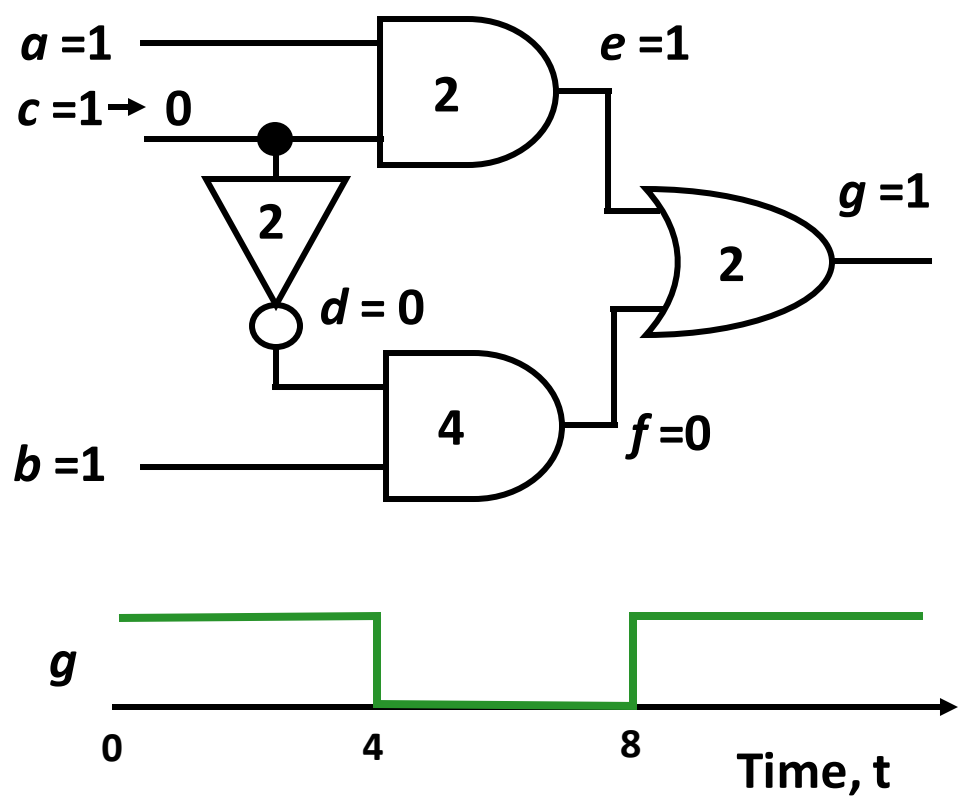 a =1
c =1→ 0
2
e =1
2
d = 0
g =1
2
b =1
4
f =0
g
0 4 8
Time, t